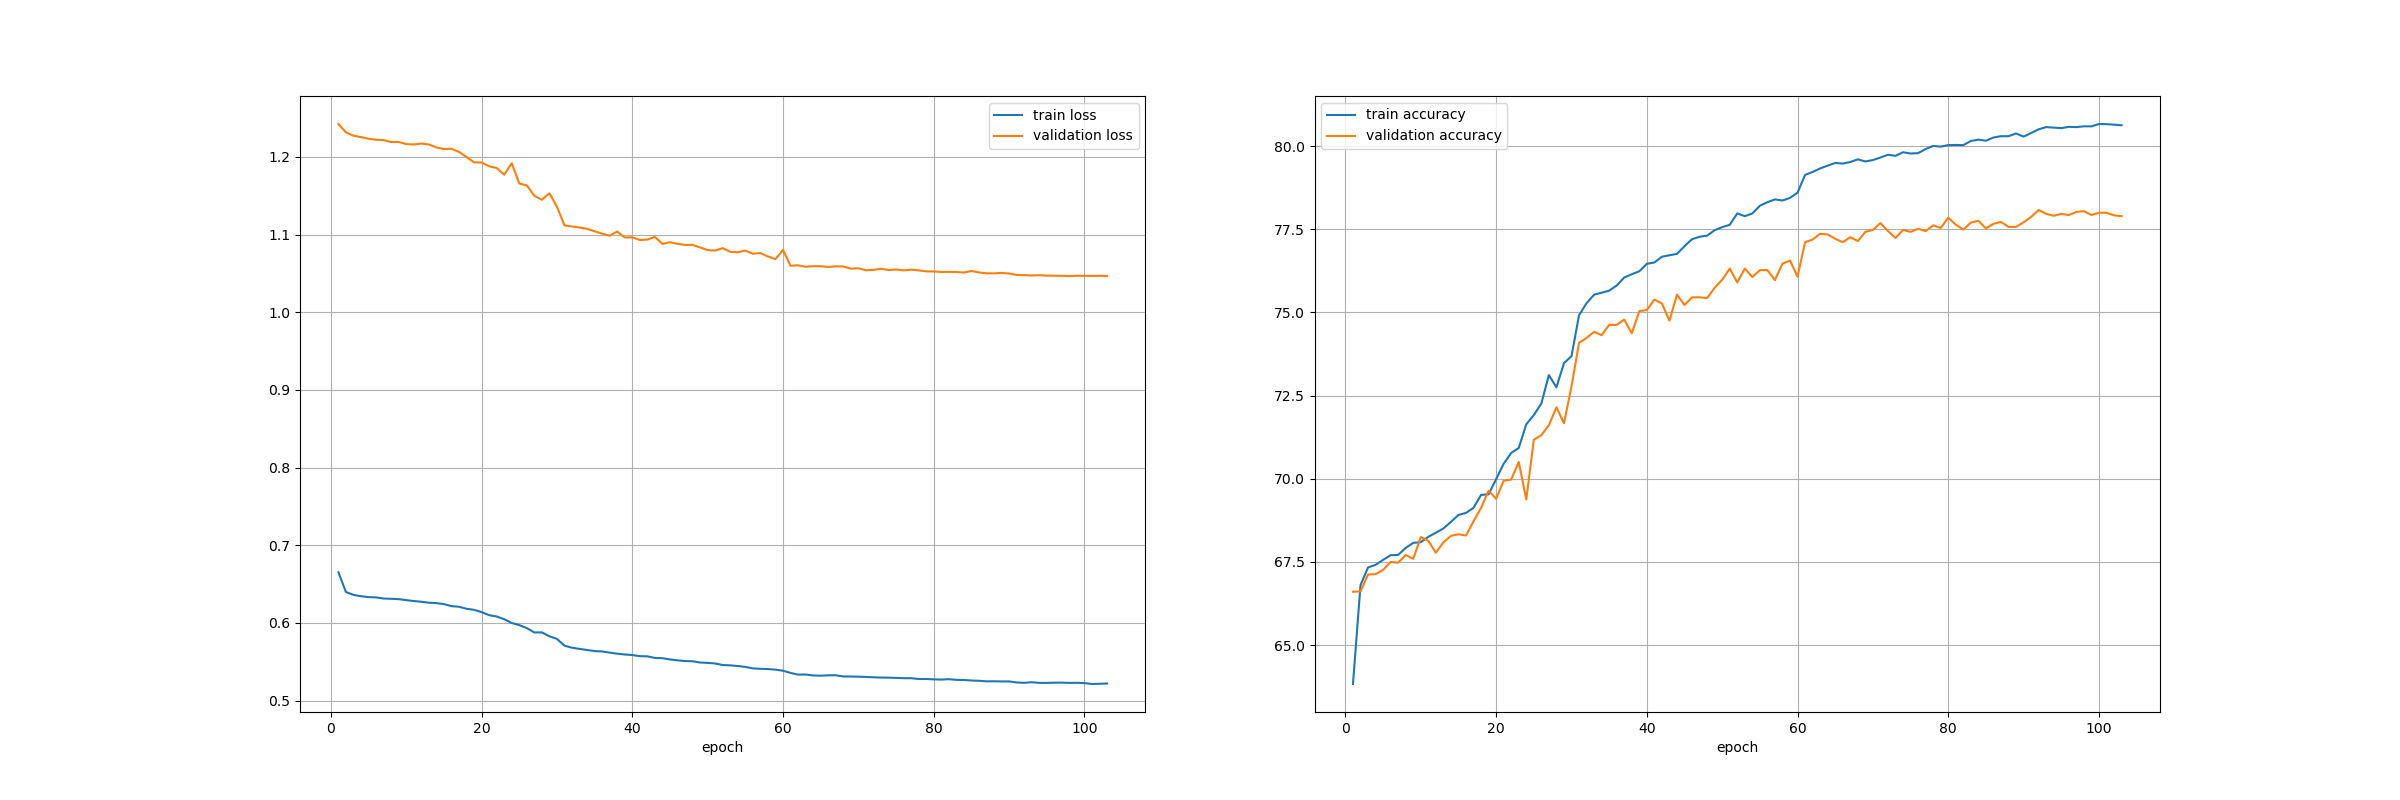 train loss
validation loss
1.2
1.1
1.0
0.9
0.8
0.7
0.6
0.5
0 20 40 60 80 100
epoch
train accuracy
validation accuracy
80.0
77.5
75.0
72.5
70.0
67.5
65.0
0 20 40 60 80 100
epoch